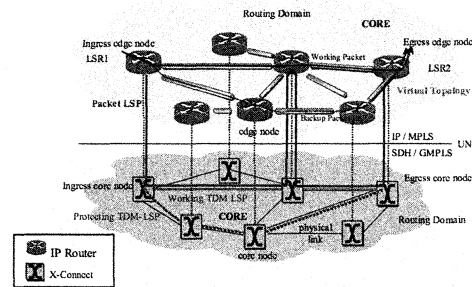 Routing Domain
CORE
Ingress edge node
Egress edge node
LSR1
Working Packet
LSR2
Virtual Topology
Packet LSP
edge node
Backup Packet
IP / MPLS
UN
SDH / GMPLS
Ingress core node
Egress core node
Working TDM LSP
Protecting TDM-LSP
CORE
Routing Domain
physical
link
core node
IP Router
X-Connect